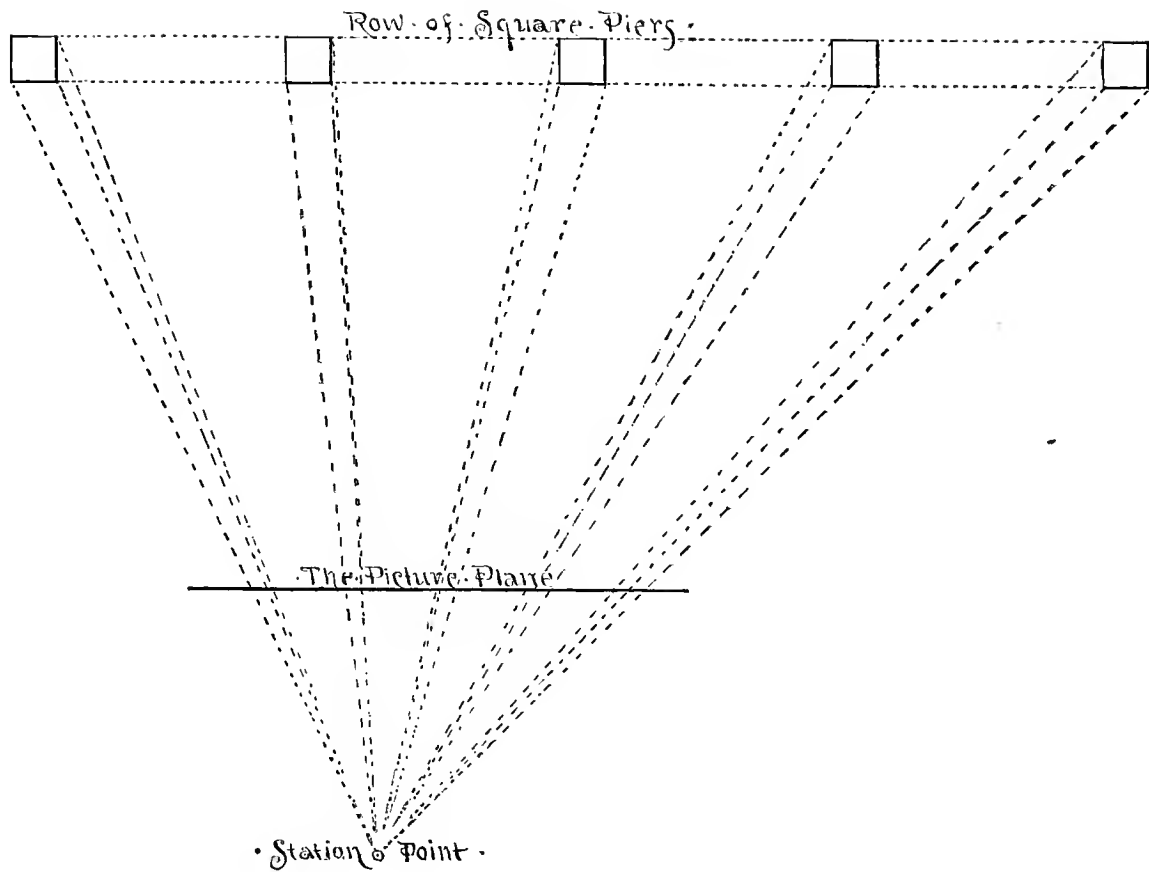 Row · of · Square · Piers ·
· The · Picture · Plane
· Station Point ·